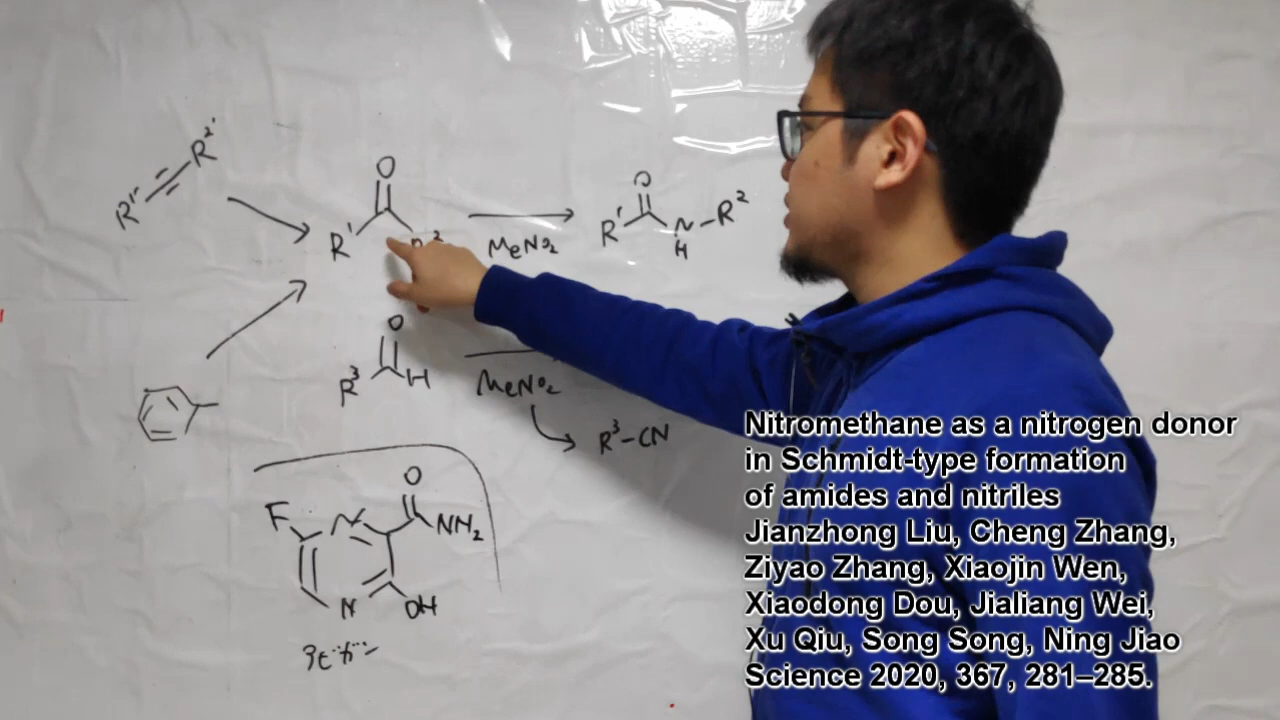 R¹' R²'
O
R¹ R²
MeNO₂
O
R¹ N R²
H
O
R³ H
MeNO₂
R³-CN
O
F N NH₂
N OH
Nitromethane as a nitrogen donor
in Schmidt-type formation
of amides and nitriles
Jianzhong Liu, Cheng Zhang,
Ziyao Zhang, Xiaojin Wen,
Xiaodong Dou, Jialiang Wei,
Xu Qiu, Song Song, Ning Jiao
Science 2020, 367, 281–285.